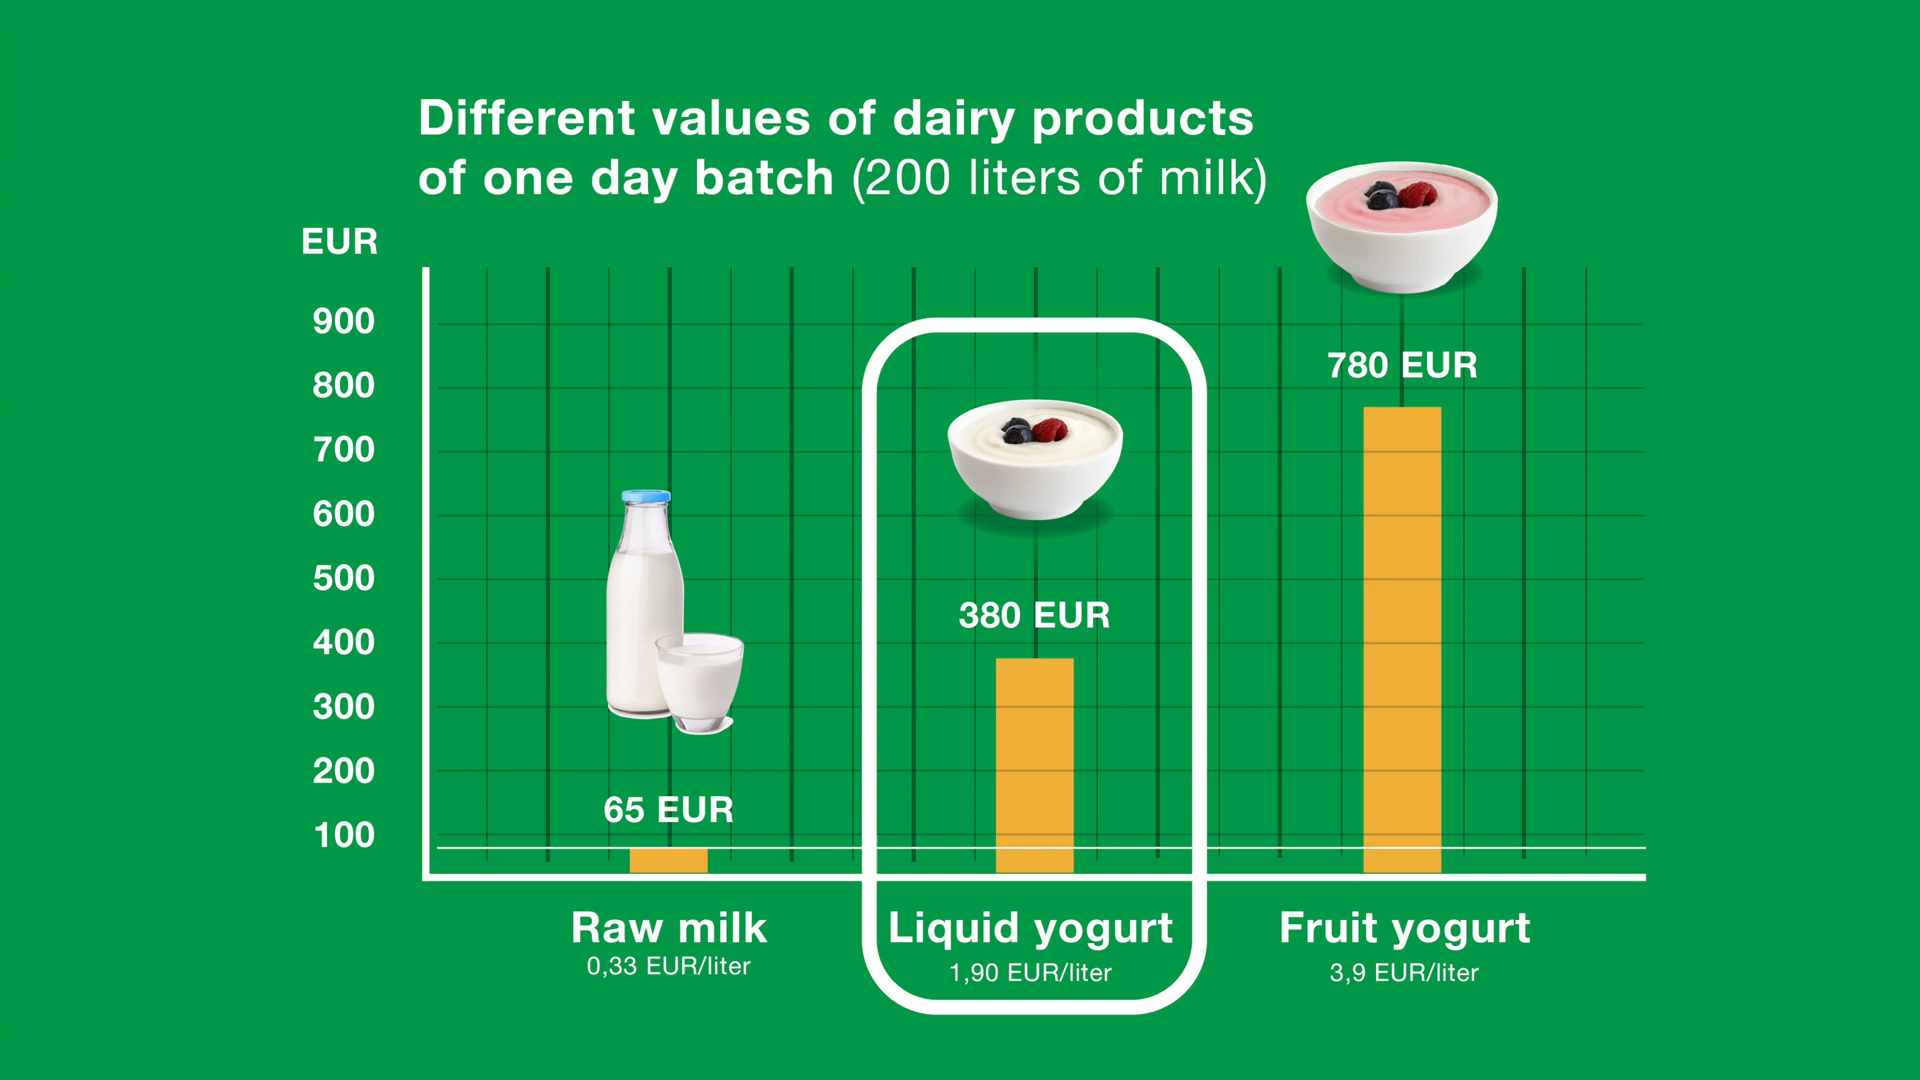 Different values of dairy products
of one day batch (200 liters of milk)
EUR
900
800
700
600
500
400
300
200
100
65 EUR
380 EUR
780 EUR
Raw milk
0,33 EUR/liter
Liquid yogurt
1,90 EUR/liter
Fruit yogurt
3,9 EUR/liter